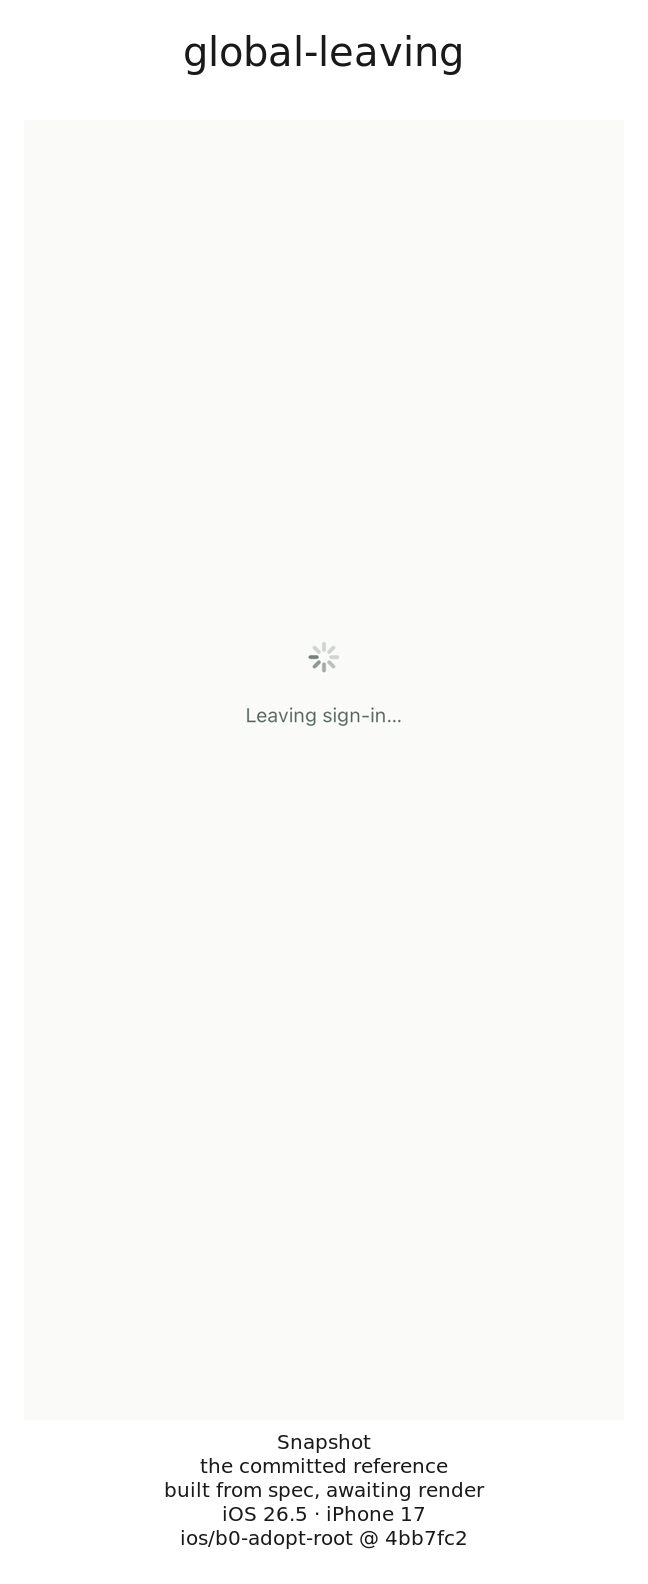 global-leaving
Leaving sign-in...
Snapshot
the committed reference
built from spec, awaiting render
iOS 26.5 · iPhone 17
ios/b0-adopt-root @ 4bb7fc2